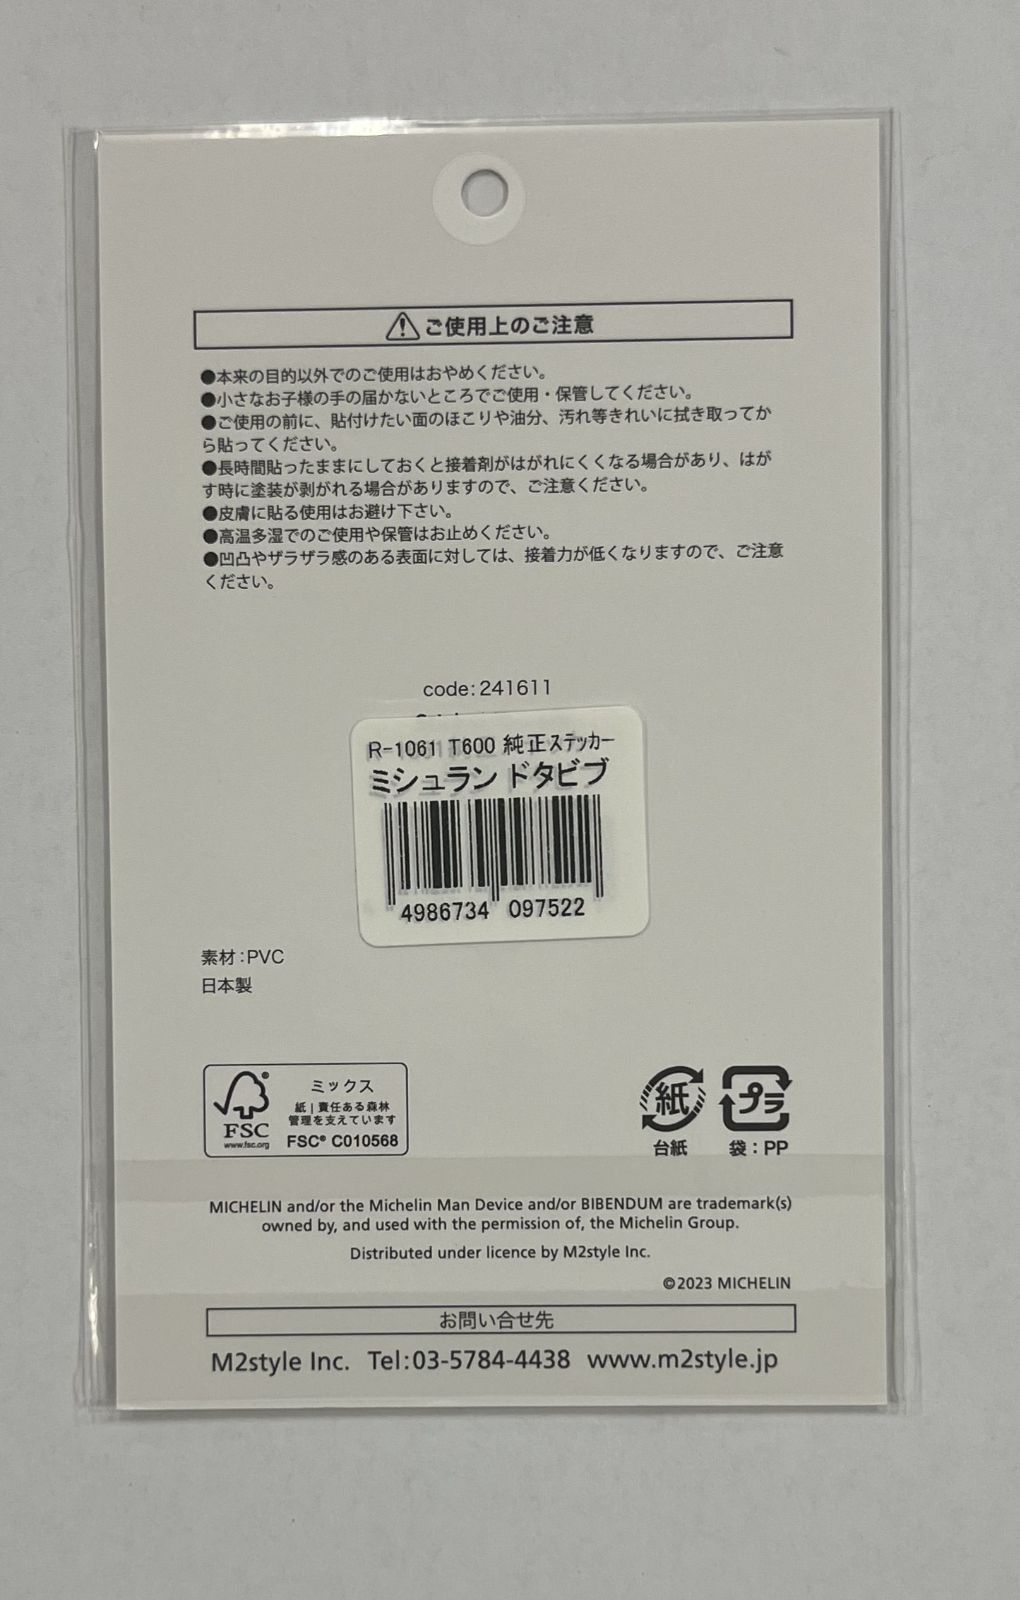 ご使用上のご注意
●本来の目的以外でのご使用はおやめください。
●小さなお子様の手の届かないところでご使用・保管してください。
●ご使用の前に、貼付けたい面のほこりや油分、汚れ等きれいに拭き取ってか
ら貼ってください。
●長時間貼ったままにしておくと接着剤がはがれにくくなる場合があり、はが
す時に塗装が剥がれる場合がありますので、ご注意ください。
●皮膚に貼る使用はお避け下さい。
●高温多湿でのご使用や保管はお止めください。
●凹凸やザラザラ感のある表面に対しては、接着力が低くなりますので、ご注意
ください。
code:241611
R-1061 T600 純正ステッカー
ミシュラン ドタビブ
4986734 097522
素材:PVC
日本製
ミックス
紙 | 責任ある森林
管理を支えています
FSC® C010568
FSC
www.fsc.org
紙
台紙
プラ
袋:PP
MICHELIN and/or the Michelin Man Device and/or BIBENDUM are trademark(s)
owned by, and used with the permission of, the Michelin Group.
Distributed under licence by M2style Inc.
©2023 MICHELIN
お問い合せ先
M2style Inc. Tel:03-5784-4438 www.m2style.jp